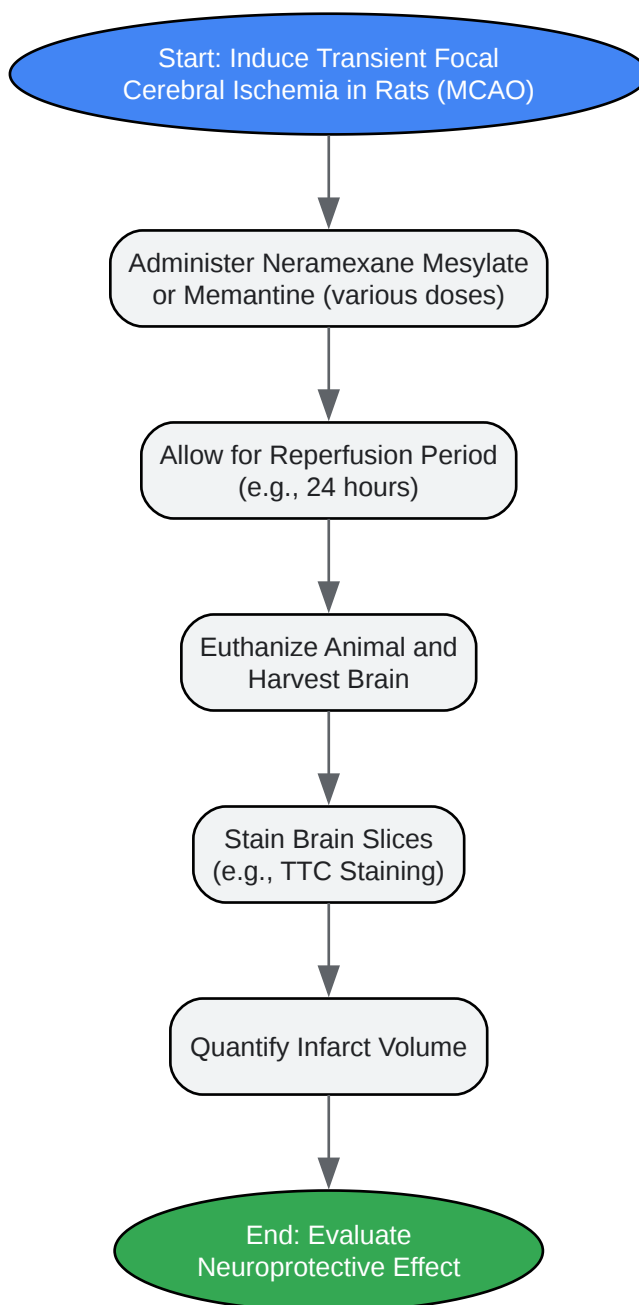 Start: Induce Transient Focal
Cerebral Ischemia in Rats (MCAO)
Administer Neramexane Mesylate
or Memantine (various doses)
Allow for Reperfusion Period
(e.g., 24 hours)
Euthanize Animal and
Harvest Brain
Stain Brain Slices
(e.g., TTC Staining)
Quantify Infarct Volume
End: Evaluate
Neuroprotective Effect